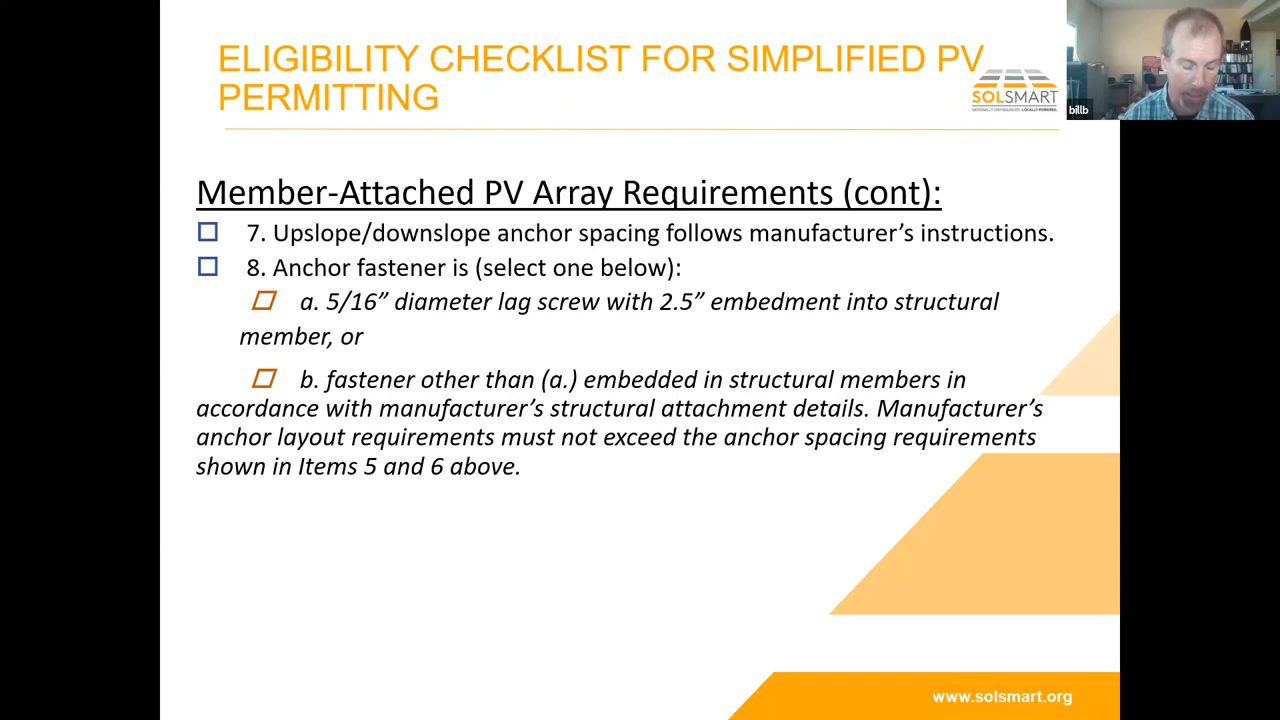 ELIGIBILITY CHECKLIST FOR SIMPLIFIED PV
PERMITTING
SOLSMART
NATIONALLY DISTINGUISHED. LOCALLY POWERED.
billb
Member-Attached PV Array Requirements (cont):
7. Upslope/downslope anchor spacing follows manufacturer’s instructions.
8. Anchor fastener is (select one below):
a. 5/16” diameter lag screw with 2.5” embedment into structural
member, or
b. fastener other than (a.) embedded in structural members in
accordance with manufacturer’s structural attachment details. Manufacturer’s
anchor layout requirements must not exceed the anchor spacing requirements
shown in Items 5 and 6 above.
www.solsmart.org